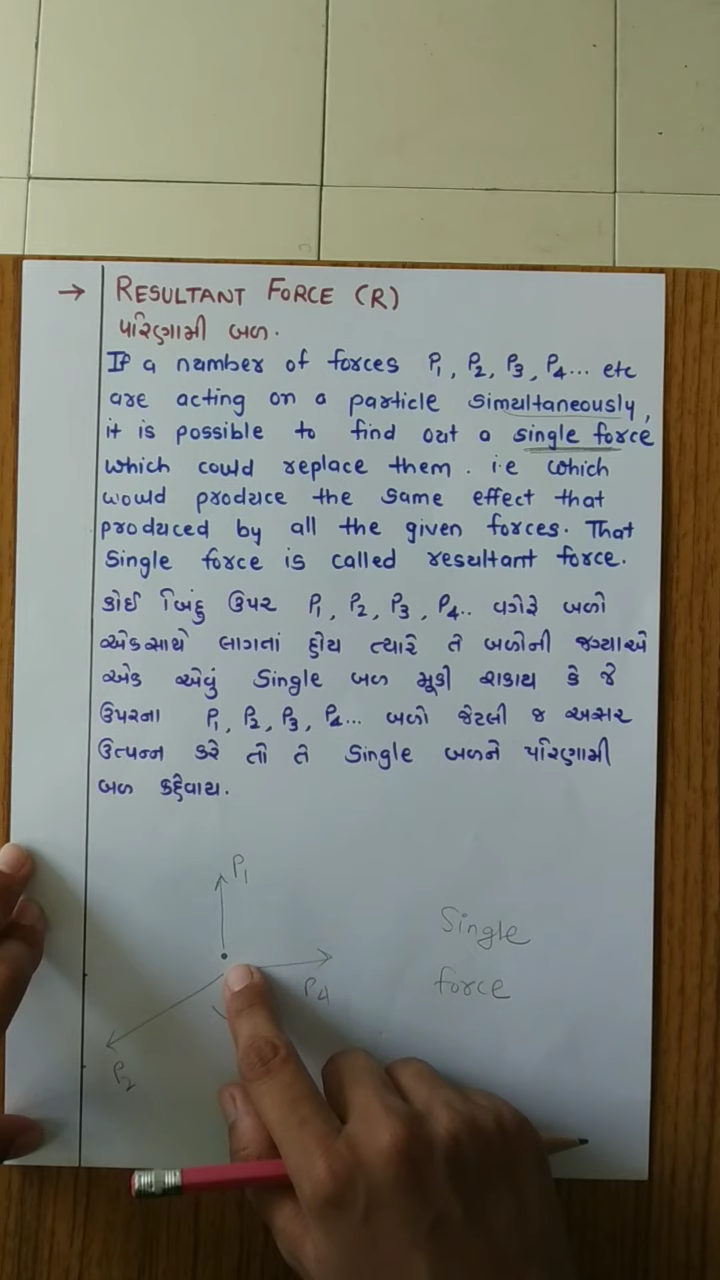 → RESULTANT FORCE (R)
પરિણામી બળ.
If a number of forces P₁, P₂, P₃, P₄... etc
are acting on a particle simultaneously,
it is possible to find out a single force
which could replace them. i.e which
would produce the same effect that
produced by all the given forces. That
Single force is called resultant force.
કોઈ બિંદુ ઉપર P₁, P₂, P₃, P₄.. વગેરે બળો
એકસાથે લાગતાં હોય ત્યારે તે બળોની જગ્યાએ
એક એવું Single બળ મૂકી શકાય કે જે
ઉપરના P₁, P₂, P₃, P₄... બળો જેટલી જ અસર
ઉત્પન્ન કરે તો તે Single બળને પરિણામી
બળ કહેવાય.
P₁
Single
force
P₄
P₂